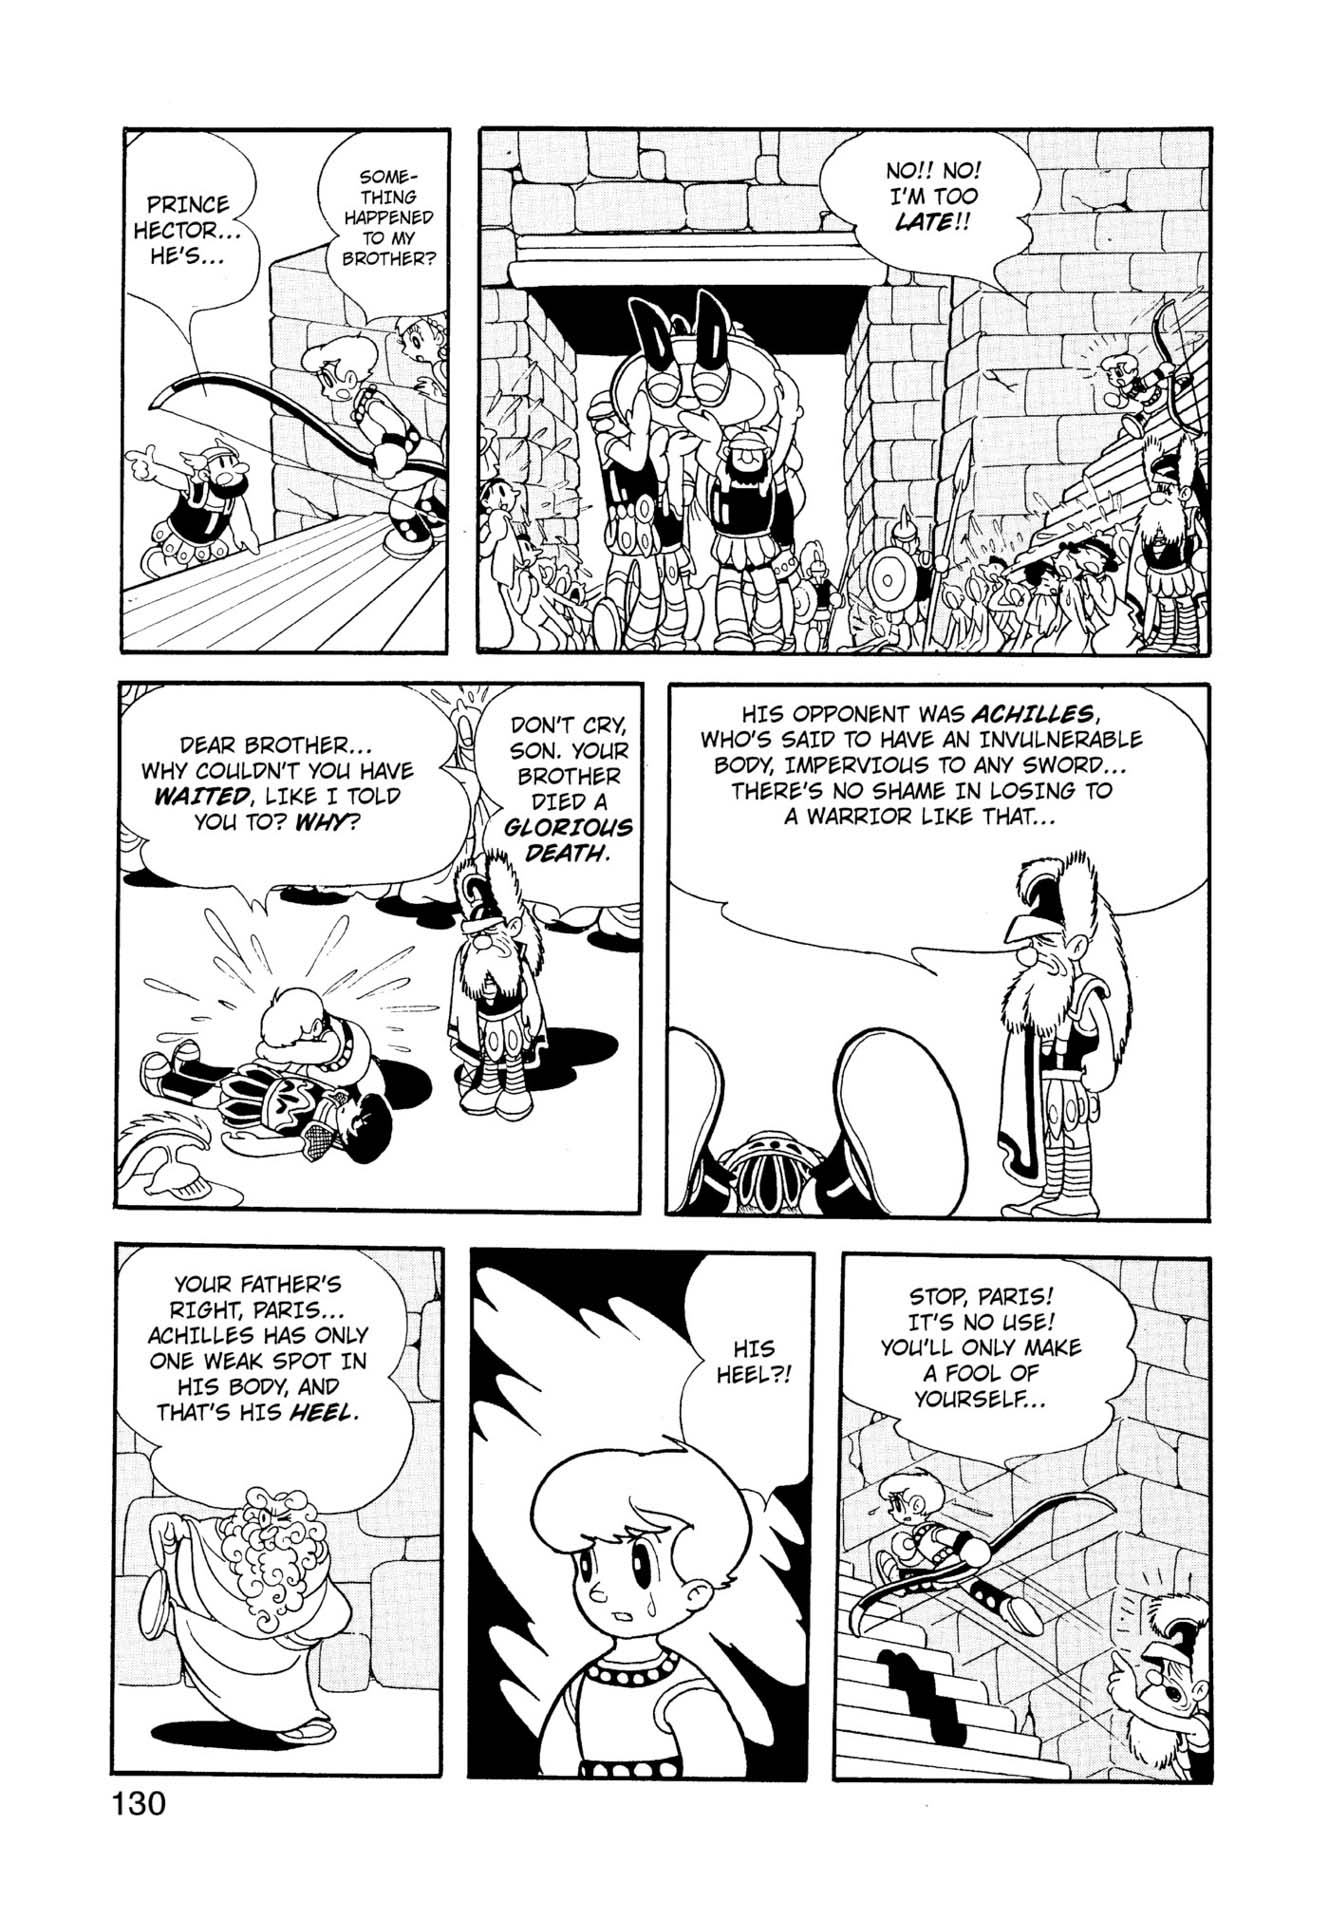 PRINCE
HECTOR...
HE'S...
SOME-
THING
HAPPENED
TO MY
BROTHER?
NO!! NO!
I'M TOO
LATE!!
DEAR BROTHER...
WHY COULDN'T YOU HAVE
WAITED, LIKE I TOLD
YOU TO? WHY?
DON'T CRY,
SON. YOUR
BROTHER
DIED A
GLORIOUS
DEATH.
HIS OPPONENT WAS ACHILLES,
WHO'S SAID TO HAVE AN INVULNERABLE
BODY, IMPERVIOUS TO ANY SWORD...
THERE'S NO SHAME IN LOSING TO
A WARRIOR LIKE THAT...
YOUR FATHER'S
RIGHT, PARIS...
ACHILLES HAS ONLY
ONE WEAK SPOT IN
HIS BODY, AND
THAT'S HIS HEEL.
HIS
HEEL?!
STOP, PARIS!
IT'S NO USE!
YOU'LL ONLY MAKE
A FOOL OF
YOURSELF...
130